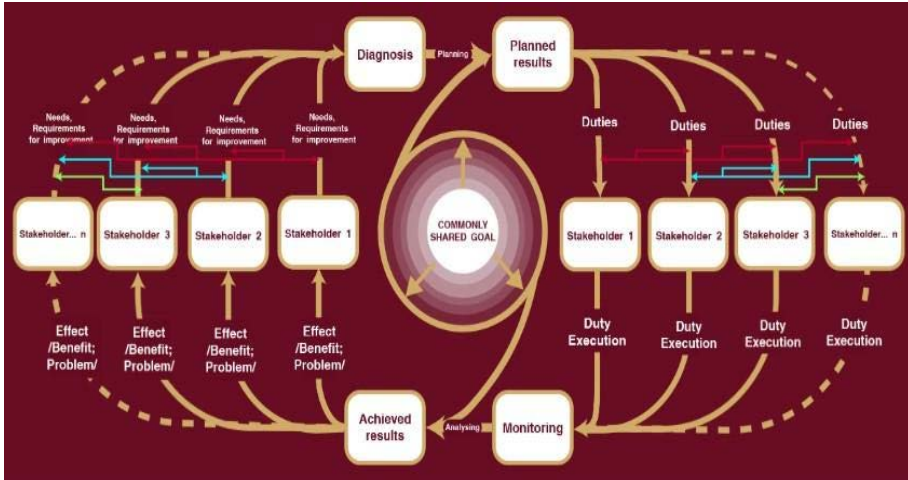 Diagnosis
Planning
Planned
results
Needs,
Requirements
for improvement
Needs,
Requirements
for improvement
Needs,
Requirements
for improvement
Needs,
Requirements
for improvement
Duties
Duties
Duties
Duties
Stakeholder... n
Stakeholder 3
Stakeholder 2
Stakeholder 1
COMMONLY
SHARED GOAL
Stakeholder 1
Stakeholder 2
Stakeholder 3
Stakeholder... n
Effect
/Benefit;
Problem/
Effect
/Benefit;
Problem/
Effect
/Benefit;
Problem/
Effect
/Benefit;
Problem/
Duty
Execution
Duty
Execution
Duty
Execution
Duty
Execution
Achieved
results
Analysing
Monitoring